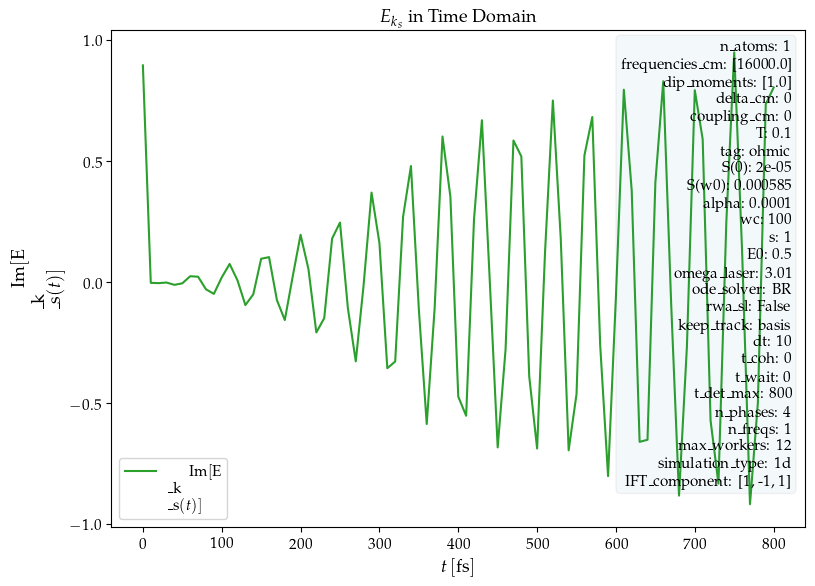 E_{k_s} in Time Domain
1.0
0.5
0.0
−0.5
−1.0
Im[E
_k
_s(t)]
n_atoms: 1
frequencies_cm: [16000.0]
dip_moments: [1.0]
delta_cm: 0
coupling_cm: 0
T: 0.1
tag: ohmic
S(0): 2e-05
S(w0): 0.000585
alpha: 0.0001
wc: 100
s: 1
E0: 0.5
omega_laser: 3.01
ode_solver: BR
rwa_sl: False
keep_track: basis
dt: 10
t_coh: 0
t_wait: 0
t_det_max: 800
n_phases: 4
n_freqs: 1
max_workers: 12
simulation_type: 1d
IFT_component: [1, -1, 1]
Im[E
_k
_s(t)]
0 100 200 300 400 500 600 700 800
t [fs]